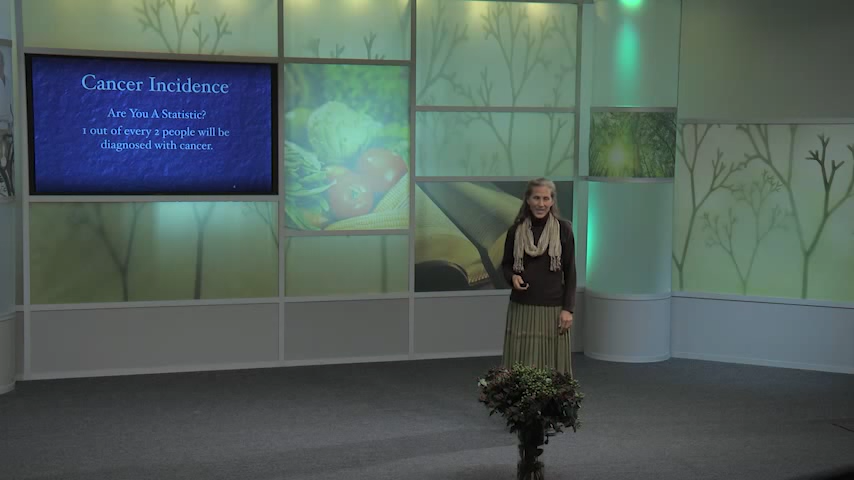 Cancer Incidence
Are You A Statistic?
1 out of every 2 people will be
diagnosed with cancer.